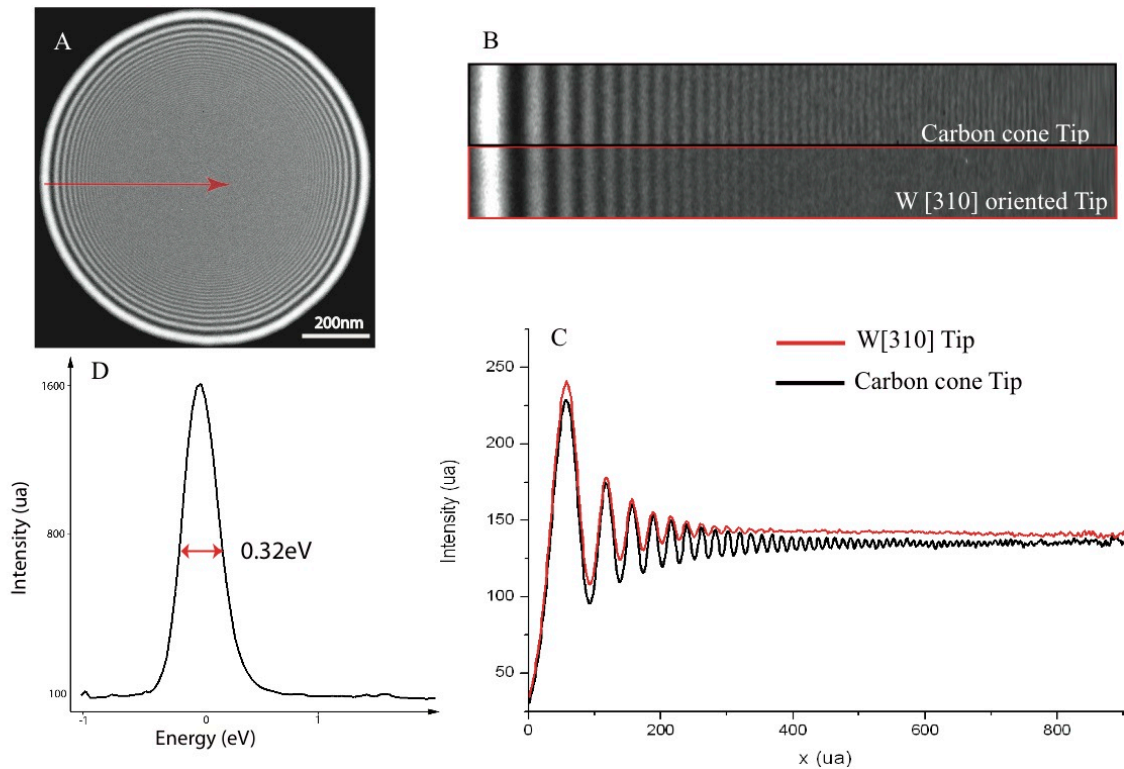 A
200nm
B
Carbon cone Tip
W [310] oriented Tip
D
1600
800
100
Intensity (ua)
0.32eV
-1
0
1
Energy (eV)
C
W[310] Tip
Carbon cone Tip
250
200
150
100
50
Intensity (ua)
0
200
400
600
800
x (ua)